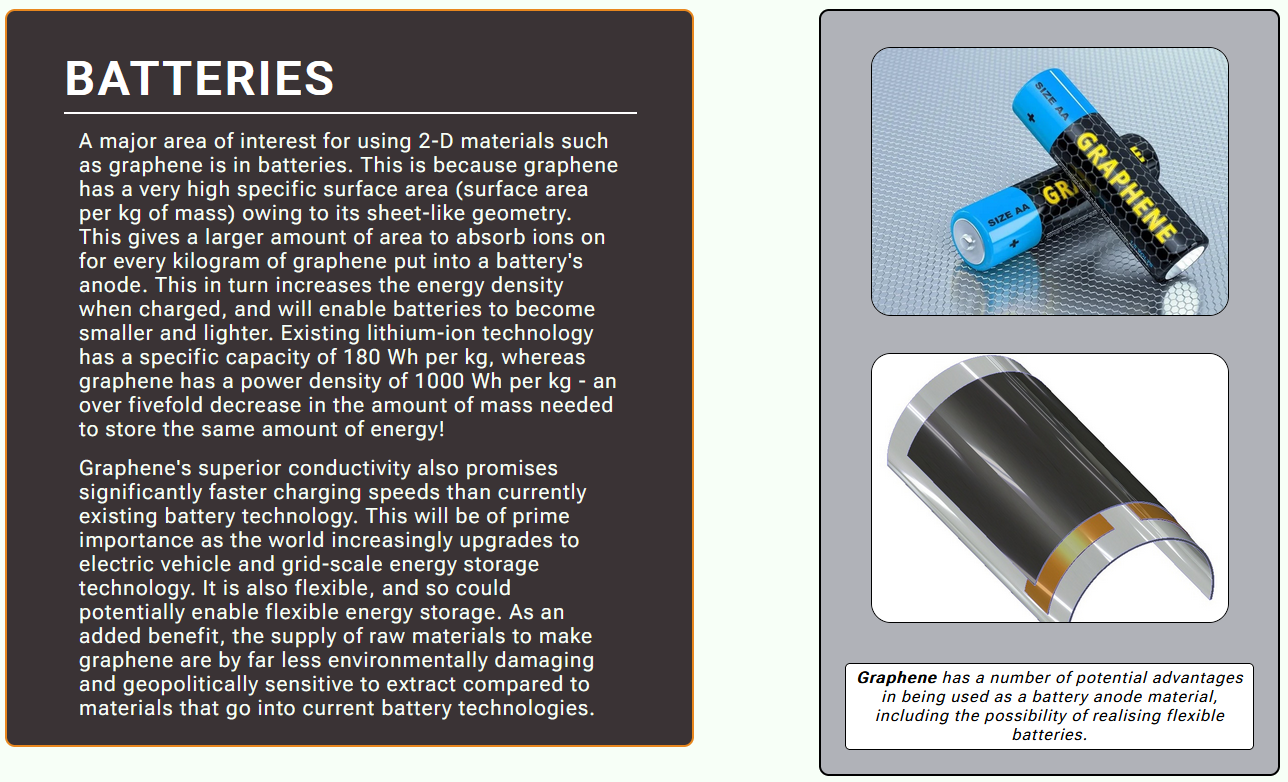 BATTERIES
A major area of interest for using 2-D materials such
as graphene is in batteries. This is because graphene
has a very high specific surface area (surface area
per kg of mass) owing to its sheet-like geometry.
This gives a larger amount of area to absorb ions on
for every kilogram of graphene put into a battery's
anode. This in turn increases the energy density
when charged, and will enable batteries to become
smaller and lighter. Existing lithium-ion technology
has a specific capacity of 180 Wh per kg, whereas
graphene has a power density of 1000 Wh per kg - an
over fivefold decrease in the amount of mass needed
to store the same amount of energy!
Graphene's superior conductivity also promises
significantly faster charging speeds than currently
existing battery technology. This will be of prime
importance as the world increasingly upgrades to
electric vehicle and grid-scale energy storage
technology. It is also flexible, and so could
potentially enable flexible energy storage. As an
added benefit, the supply of raw materials to make
graphene are by far less environmentally damaging
and geopolitically sensitive to extract compared to
materials that go into current battery technologies.
SIZE AA
+
GRAPHENE
SIZE AA
+
GRA
E
Graphene has a number of potential advantages
in being used as a battery anode material,
including the possibility of realising flexible
batteries.